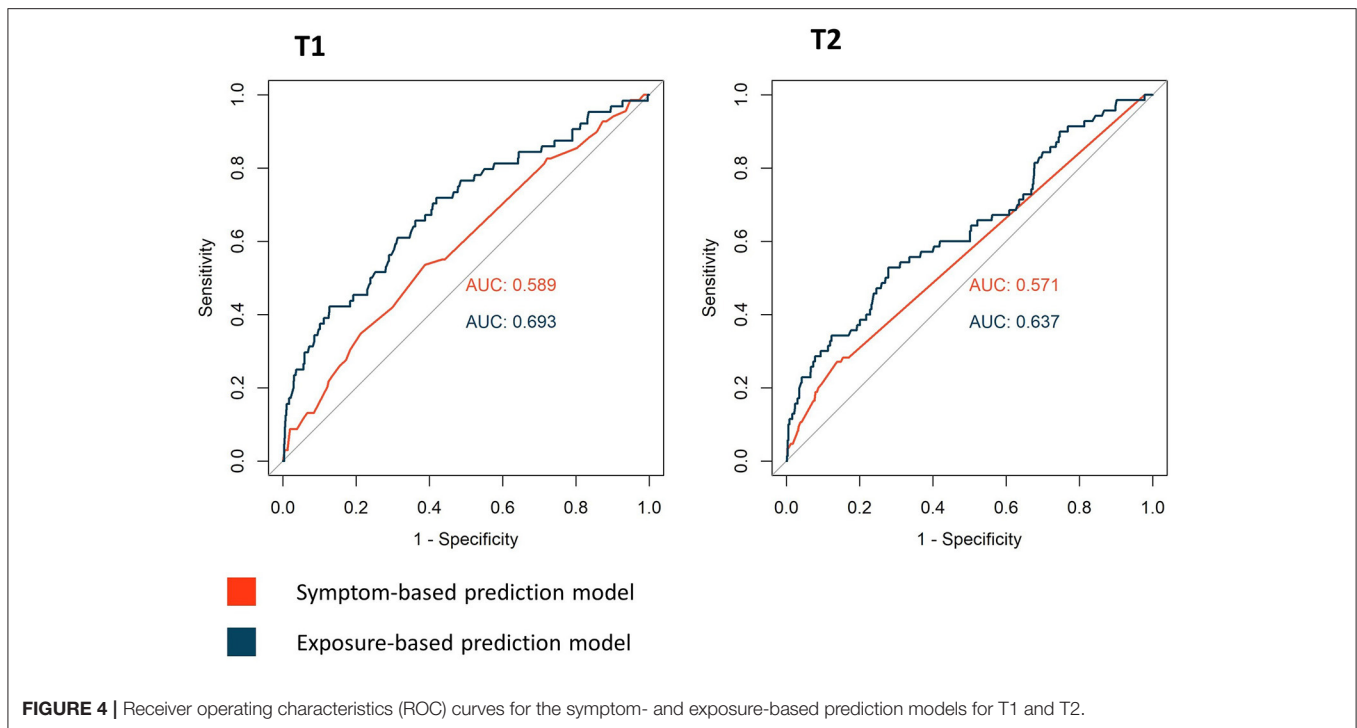 T1
T2
1.0
0.8
0.6
0.4
0.2
0.0
Sensitivity
AUC: 0.589
AUC: 0.693
0.0 0.2 0.4 0.6 0.8 1.0
1 - Specificity
1.0
0.8
0.6
0.4
0.2
0.0
Sensitivity
AUC: 0.571
AUC: 0.637
0.0 0.2 0.4 0.6 0.8 1.0
1 - Specificity
Symptom-based prediction model
Exposure-based prediction model
FIGURE 4 | Receiver operating characteristics (ROC) curves for the symptom- and exposure-based prediction models for T1 and T2.